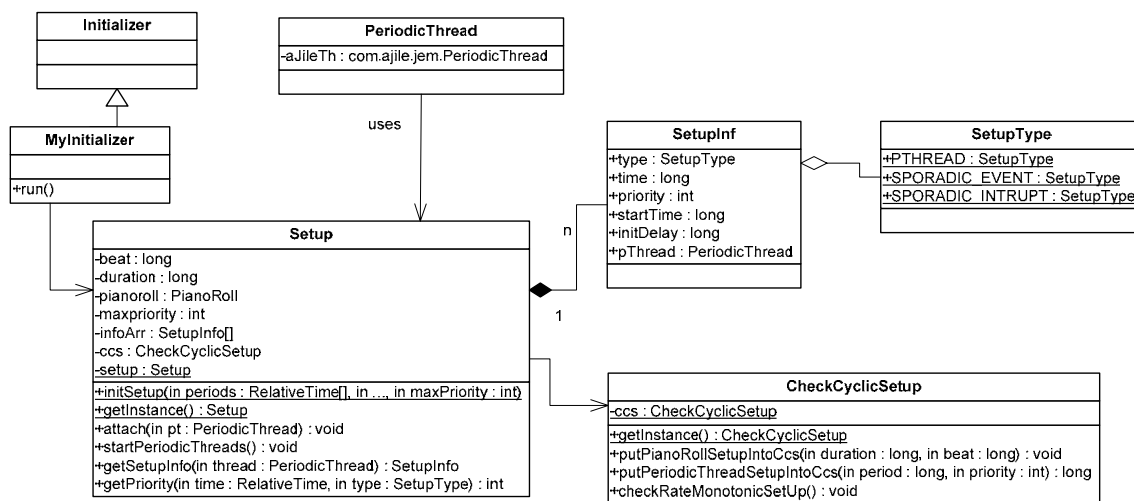 Initializer
PeriodicThread
-aJileTh : com.ajile.jem.PeriodicThread
MyInitializer
+run()
uses
SetupInf
+type : SetupType
+time : long
+priority : int
+startTime : long
+initDelay : long
+pThread : PeriodicThread
SetupType
+PTHREAD : SetupType
+SPORADIC_EVENT : SetupType
+SPORADIC_INTRUPT : SetupType
n
1
Setup
-beat : long
-duration : long
-pianoroll : PianoRoll
-maxpriority : int
-infoArr : SetupInfo[]
-ccs : CheckCyclicSetup
-setup : Setup
+initSetup(in periods : RelativeTime[], in ..., in maxPriority : int)
+getInstance() : Setup
+attach(in pt : PeriodicThread) : void
+startPeriodicThreads() : void
+getSetupInfo(in thread : PeriodicThread) : SetupInfo
+getPriority(in time : RelativeTime, in type : SetupType) : int
CheckCyclicSetup
-ccs : CheckCyclicSetup
+getInstance() : CheckCyclicSetup
+putPianoRollSetupIntoCcs(in duration : long, in beat : long) : void
+putPeriodicThreadSetupIntoCcs(in period : long, in priority : int) : long
+checkRateMonotonicSetUp() : void